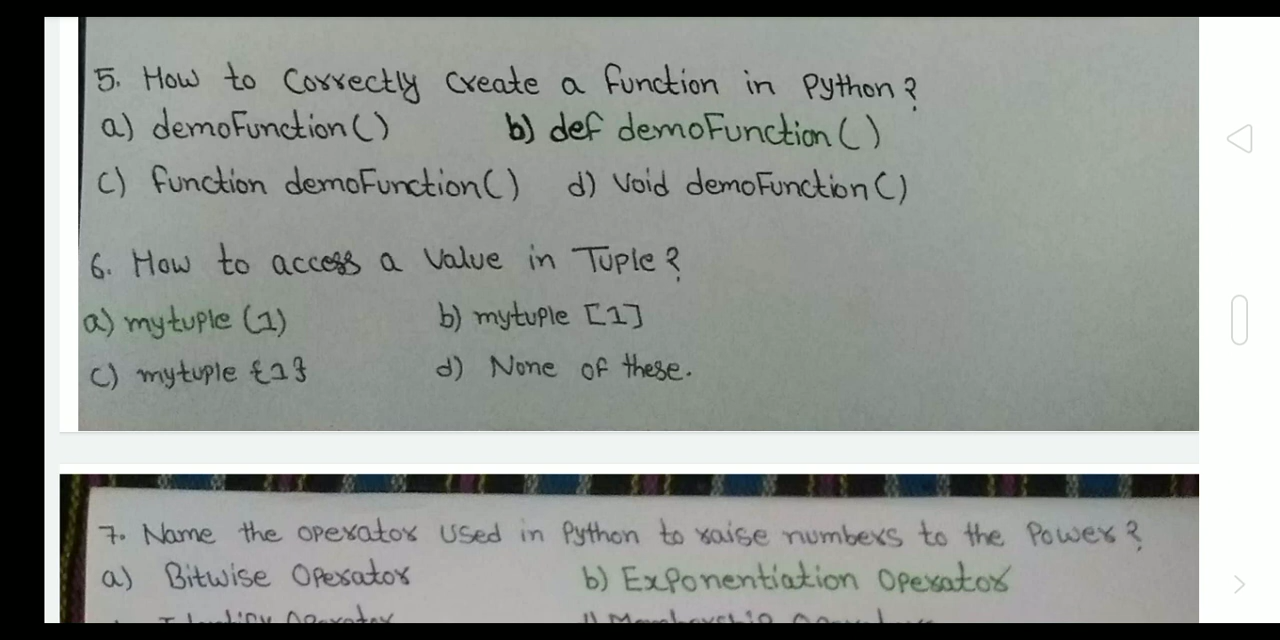 5. How to Correctly Create a function in Python?
a) demoFunction() b) def demoFunction()
c) function demoFunction() d) void demoFunction()
6. How to access a Value in Tuple?
a) mytuple (1) b) mytuple [1]
c) mytuple {1} d) None of these.
7. Name the operator used in Python to raise numbers to the Power?
a) Bitwise Operator b) Exponentiation Operator